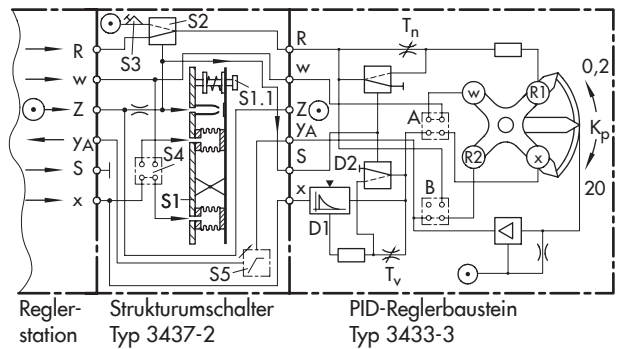 S2
S3
R
w
Z
yA
S
x
S1.1
S4
S1
S5
R
w
Z
yA
S
x
Tn
A
D2
D1
B
Tv
w
R1
R2
x
0,2
Kp
20
Regler-
station
Strukturumschalter
Typ 3437-2
PID-Reglerbaustein
Typ 3433-3